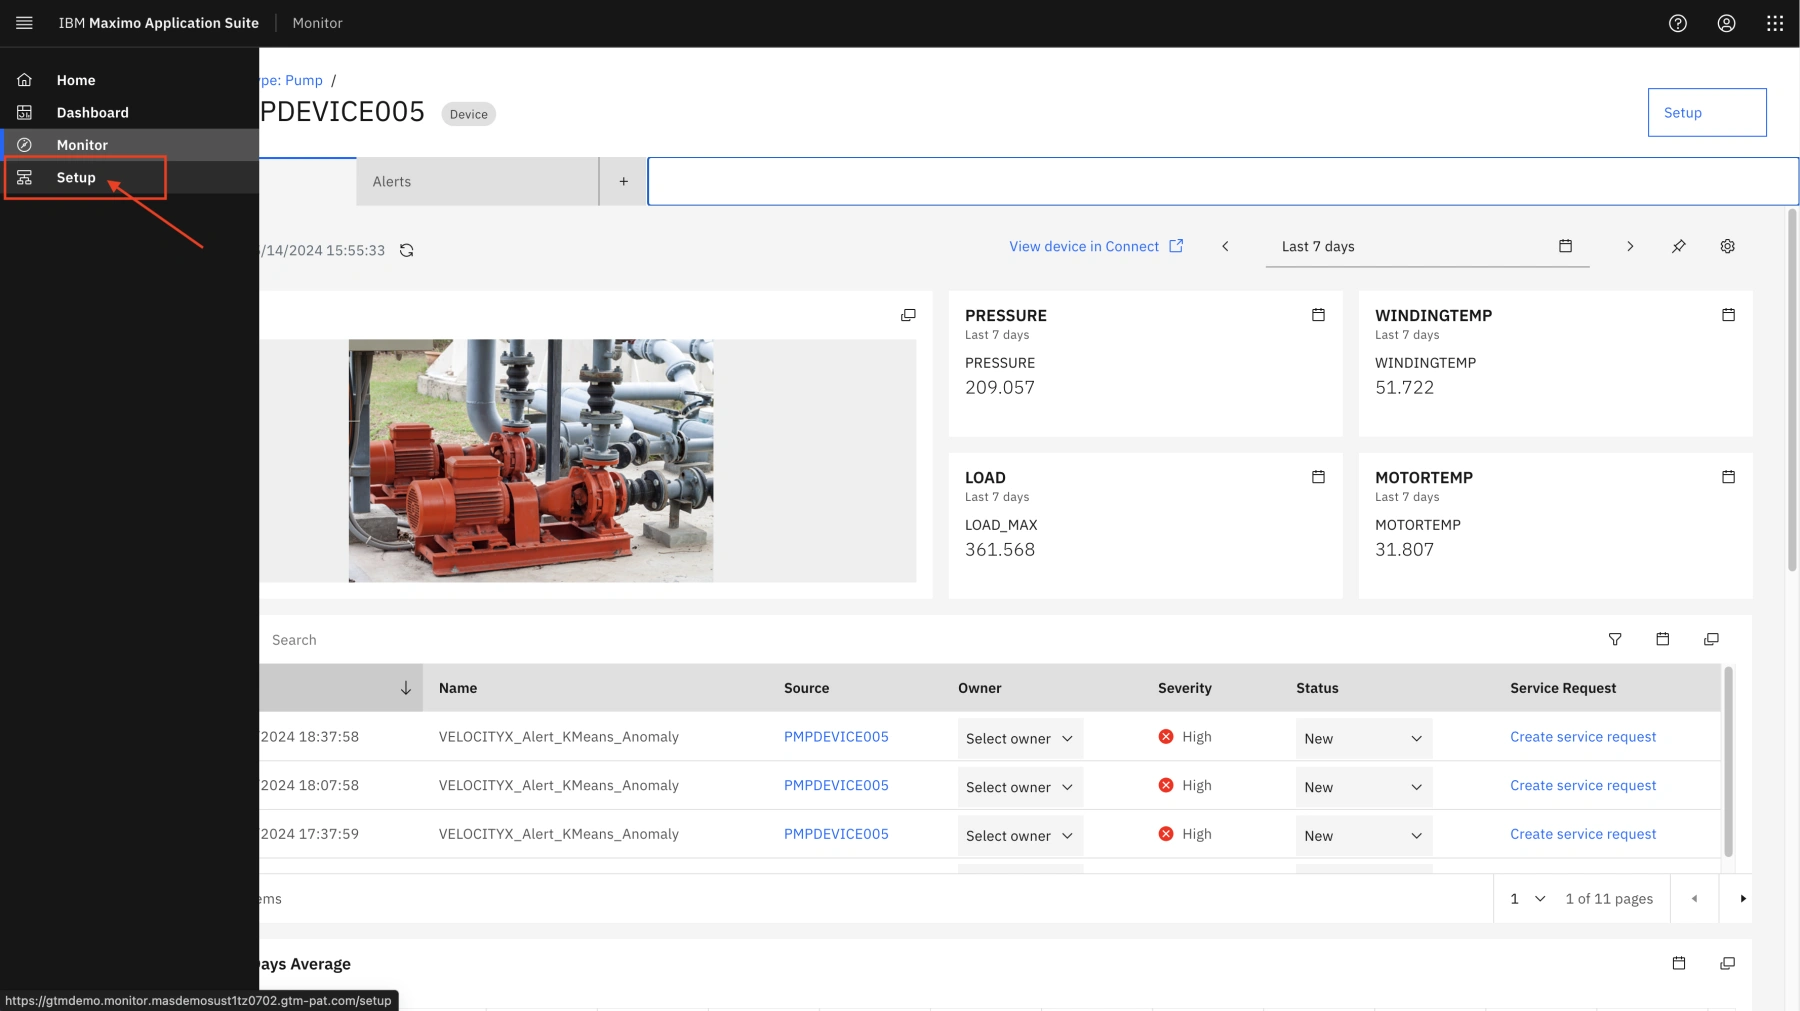 IBM Maximo Application Suite
Monitor
Home
Dashboard
Monitor
Setup
ype: Pump /
PDEVICE005
Device
Setup
Alerts
+
/14/2024 15:55:33
View device in Connect
Last 7 days
PRESSURE
Last 7 days
PRESSURE
209.057
WINDINGTEMP
Last 7 days
WINDINGTEMP
51.722
LOAD
Last 7 days
LOAD_MAX
361.568
MOTORTEMP
Last 7 days
MOTORTEMP
31.807
Search
Name Source Owner Severity Status Service Request
2024 18:37:58 VELOCITYX_Alert_KMeans_Anomaly PMPDEVICE005 Select owner High New Create service request
2024 18:07:58 VELOCITYX_Alert_KMeans_Anomaly PMPDEVICE005 Select owner High New Create service request
2024 17:37:59 VELOCITYX_Alert_KMeans_Anomaly PMPDEVICE005 Select owner High New Create service request
ems
1 1 of 11 pages
ays Average
https://gtmdemo.monitor.masdemosust1tz0702.gtm-pat.com/setup